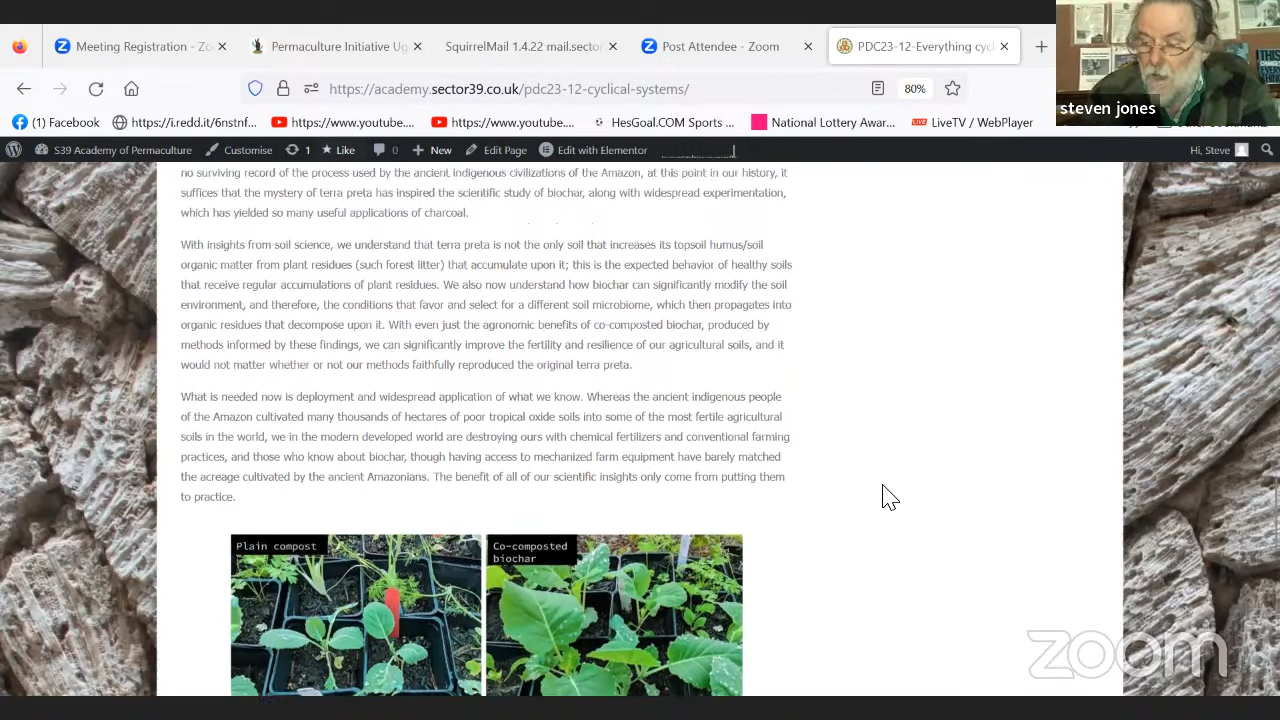 Meeting Registration - Zo
Permaculture Initiative Ug
SquirrelMail 1.4.22 mail.sector
Post Attendee - Zoom
PDC23-12-Everything cycl
https://academy.sector39.co.uk/pdc23-12-cyclical-systems/
80%
steven jones
(1) Facebook
https://i.redd.it/6nstnf...
https://www.youtube....
https://www.youtube....
HesGoal.COM Sports ...
National Lottery Awar...
LiveTV / WebPlayer
S39 Academy of Permaculture
Customise
1
Like
0
New
Edit Page
Edit with Elementor
Hi, Steve
no surviving record of the process used by the ancient indigenous civilizations of the Amazon, at this point in our history, it
suffices that the mystery of terra preta has inspired the scientific study of biochar, along with widespread experimentation,
which has yielded so many useful applications of charcoal.
With insights from soil science, we understand that terra preta is not the only soil that increases its topsoil humus/soil
organic matter from plant residues (such forest litter) that accumulate upon it; this is the expected behavior of healthy soils
that receive regular accumulations of plant residues. We also now understand how biochar can significantly modify the soil
environment, and therefore, the conditions that favor and select for a different soil microbiome, which then propagates into
organic residues that decompose upon it. With even just the agronomic benefits of co-composted biochar, produced by
methods informed by these findings, we can significantly improve the fertility and resilience of our agricultural soils, and it
would not matter whether or not our methods faithfully reproduced the original terra preta.
What is needed now is deployment and widespread application of what we know. Whereas the ancient indigenous people
of the Amazon cultivated many thousands of hectares of poor tropical oxide soils into some of the most fertile agricultural
soils in the world, we in the modern developed world are destroying ours with chemical fertilizers and conventional farming
practices, and those who know about biochar, though having access to mechanized farm equipment have barely matched
the acreage cultivated by the ancient Amazonians. The benefit of all of our scientific insights only come from putting them
to practice.
Plain compost
Co-composted
biochar
zoom